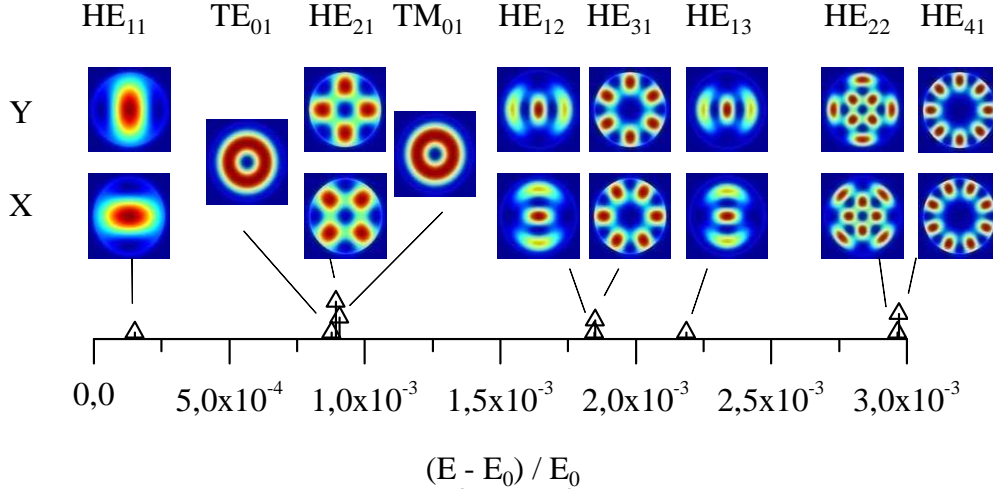 HE₁₁ TE₀₁ HE₂₁ TM₀₁ HE₁₂ HE₃₁ HE₁₃ HE₂₂ HE₄₁
Y
X
0,0 5,0x10⁻⁴ 1,0x10⁻³ 1,5x10⁻³ 2,0x10⁻³ 2,5x10⁻³ 3,0x10⁻³
(E - E₀) / E₀